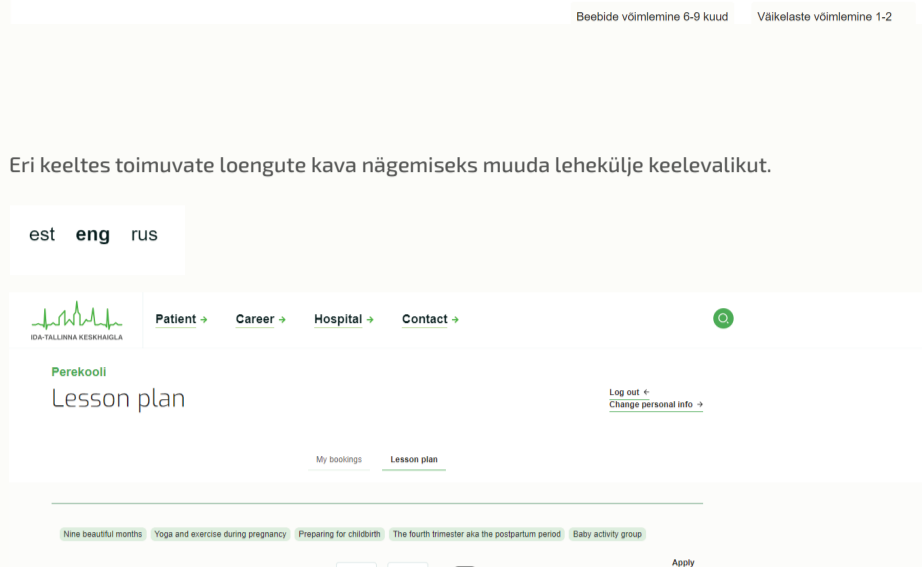 Beebide võimlemine 6-9 kuud Väikelaste võimlemine 1-2
Eri keeltes toimuvate loengute kava nägemiseks muuda lehekülje keelevalikut.
est eng rus
IDA-TALLINNA KESKHAIGLA
Patient → Career → Hospital → Contact →
Perekooli
Lesson plan
Log out ←
Change personal info →
My bookings Lesson plan
Nine beautiful months Yoga and exercise during pregnancy Preparing for childbirth The fourth trimester aka the postpartum period Baby activity group
Apply